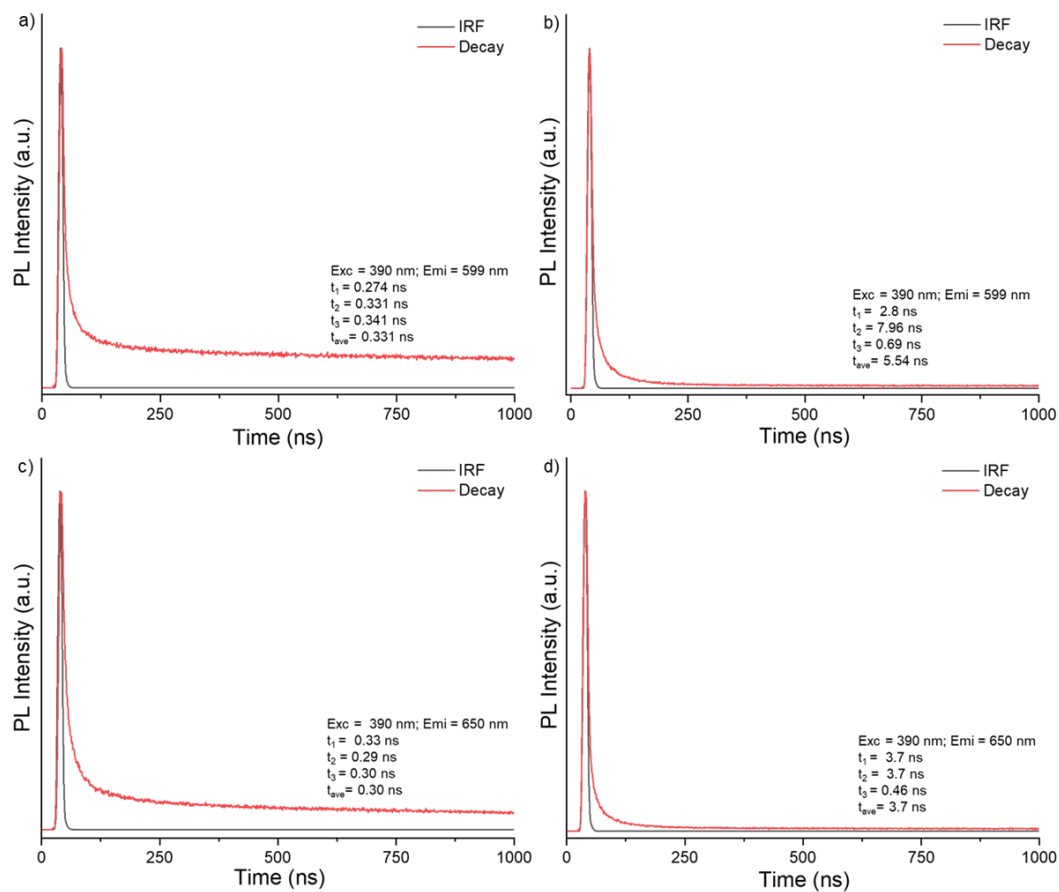 a)
IRF
Decay
PL Intensity (a.u.)
Exc = 390 nm; Emi = 599 nm
t₁ = 0.274 ns
t₂ = 0.331 ns
t₃ = 0.341 ns
tave= 0.331 ns
0 250 500 750 1000
Time (ns)
b)
IRF
Decay
PL Intensity (a.u.)
Exc = 390 nm; Emi = 599 nm
t₁ = 2.8 ns
t₂ = 7.96 ns
t₃ = 0.69 ns
tave= 5.54 ns
0 250 500 750 1000
Time (ns)
c)
IRF
Decay
PL Intensity (a.u.)
Exc = 390 nm; Emi = 650 nm
t₁ = 0.33 ns
t₂ = 0.29 ns
t₃ = 0.30 ns
tave= 0.30 ns
0 250 500 750 1000
Time (ns)
d)
IRF
Decay
PL Intensity (a.u.)
Exc = 390 nm; Emi = 650 nm
t₁ = 3.7 ns
t₂ = 3.7 ns
t₃ = 0.46 ns
tave= 3.7 ns
0 250 500 750 1000
Time (ns)